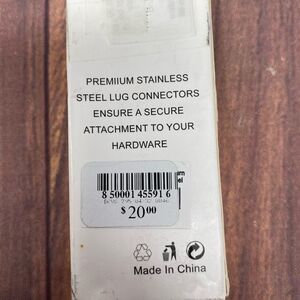 PREMIIUM STAINLESS
STEEL LUG CONNECTORS
ENSURE A SECURE
ATTACHMENT TO YOUR
HARDWARE
8 50001 45591 6
$20.00
Made In China